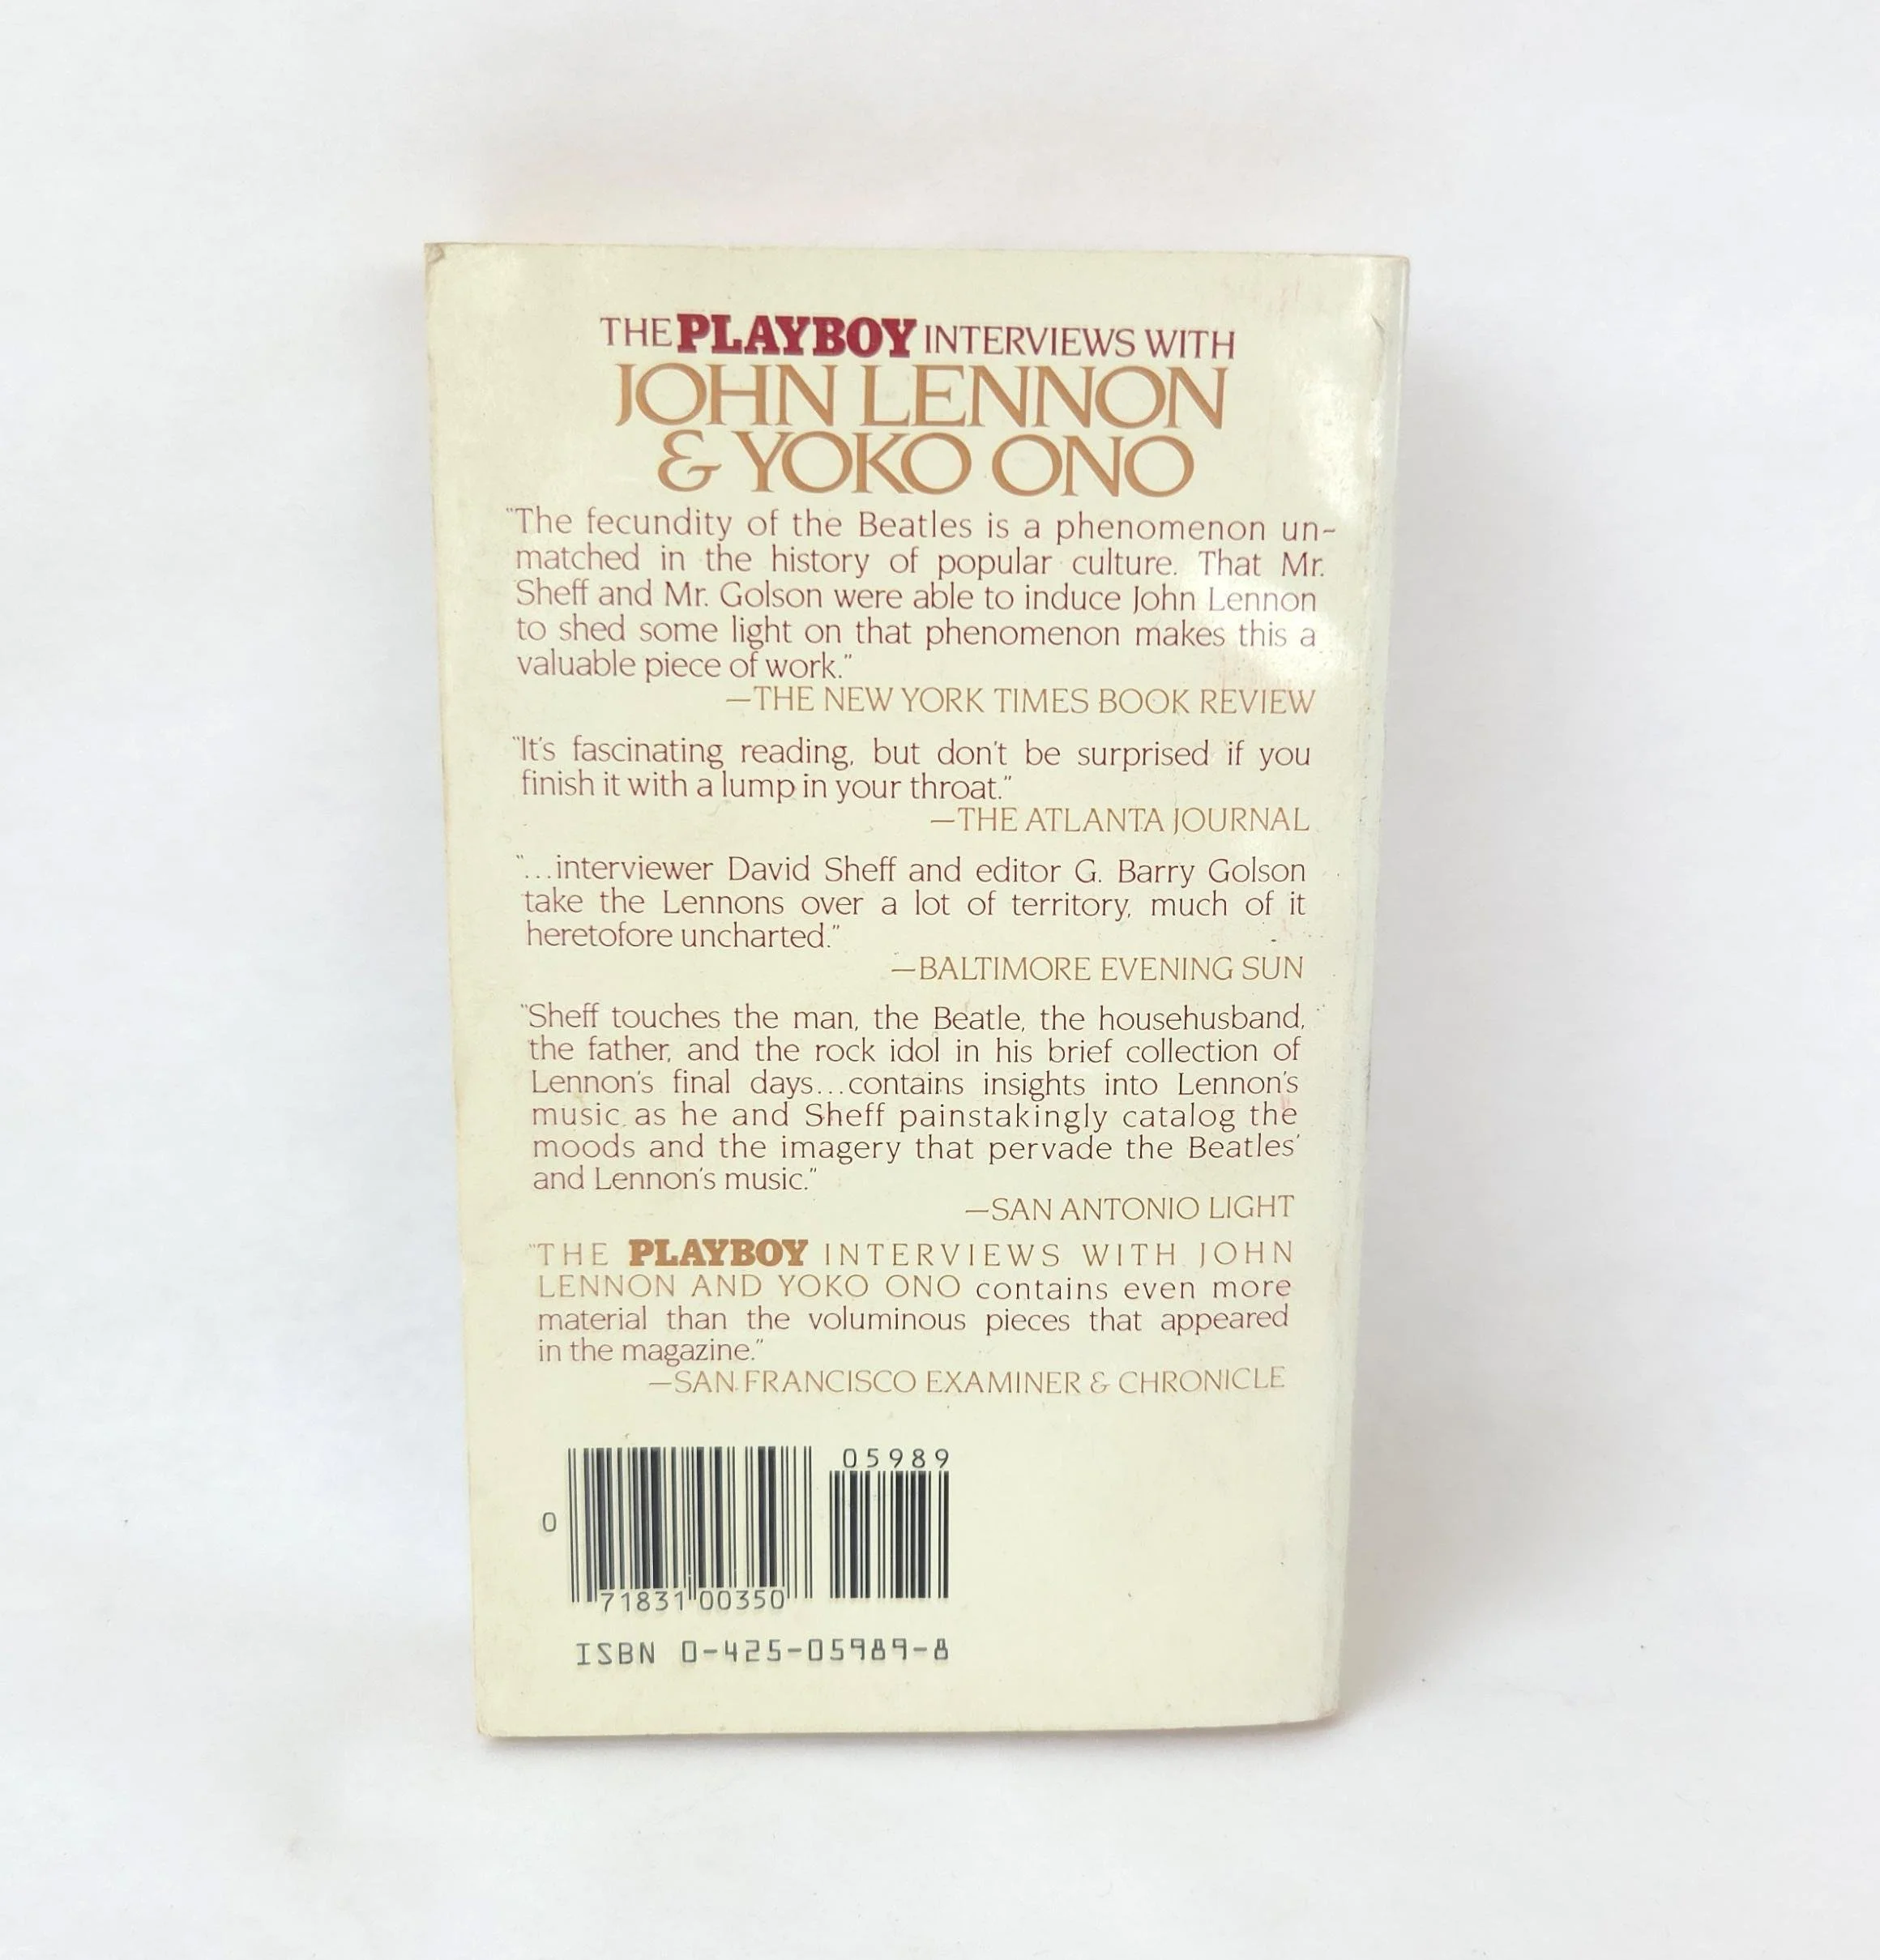 THE PLAYBOY INTERVIEWS WITH
JOHN LENNON
& YOKO ONO
"The fecundity of the Beatles is a phenomenon un-
matched in the history of popular culture. That Mr.
Sheff and Mr. Golson were able to induce John Lennon
to shed some light on that phenomenon makes this a
valuable piece of work."
—THE NEW YORK TIMES BOOK REVIEW
"It's fascinating reading, but don't be surprised if you
finish it with a lump in your throat."
—THE ATLANTA JOURNAL
"...interviewer David Sheff and editor G. Barry Golson
take the Lennons over a lot of territory, much of it
heretofore uncharted."
—BALTIMORE EVENING SUN
"Sheff touches the man, the Beatle, the househusband,
the father, and the rock idol in his brief collection of
Lennon's final days...contains insights into Lennon's
music as he and Sheff painstakingly catalog the
moods and the imagery that pervade the Beatles'
and Lennon's music."
—SAN ANTONIO LIGHT
"THE PLAYBOY INTERVIEWS WITH JOHN
LENNON AND YOKO ONO contains even more
material than the voluminous pieces that appeared
in the magazine."
—SAN FRANCISCO EXAMINER & CHRONICLE
05989
0
71831 00350
ISBN 0-425-05989-8